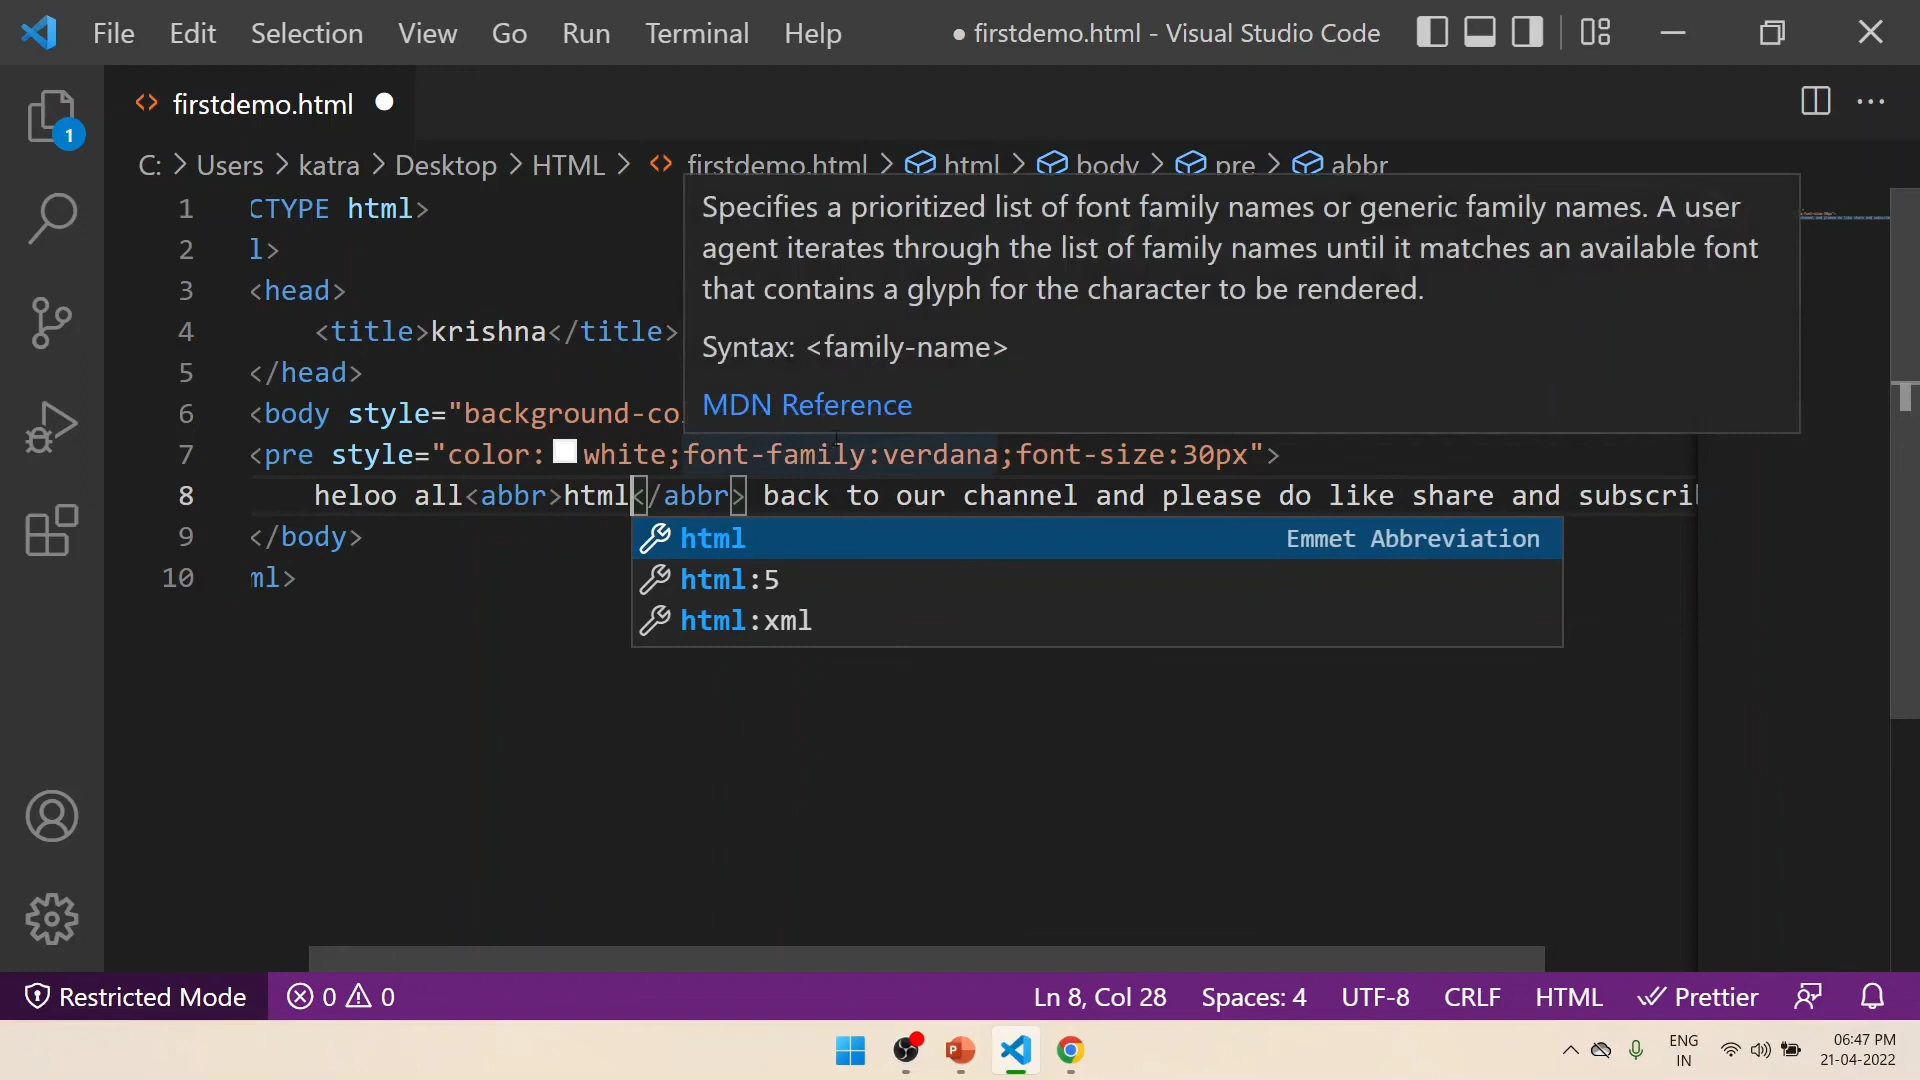 File Edit Selection View Go Run Terminal Help ● firstdemo.html - Visual Studio Code
1
firstdemo.html
C: > Users > katra > Desktop > HTML > firstdemo.html > html > body > pre > abbr
1 CTYPE html>
2 l>
3 <head>
4 <title>krishna</title>
5 </head>
6 <body style="background-co
7 <pre style="color: white;font-family:verdana;font-size:30px">
8 heloo all<abbr>html</abbr> back to our channel and please do like share and subscri
9 </body>
10 ml>
Specifies a prioritized list of font family names or generic family names. A user
agent iterates through the list of family names until it matches an available font
that contains a glyph for the character to be rendered.
Syntax: <family-name>
MDN Reference
html Emmet Abbreviation
html:5
html:xml
Restricted Mode 0 0 Ln 8, Col 28 Spaces: 4 UTF-8 CRLF HTML Prettier
ENG
IN
06:47 PM
21-04-2022